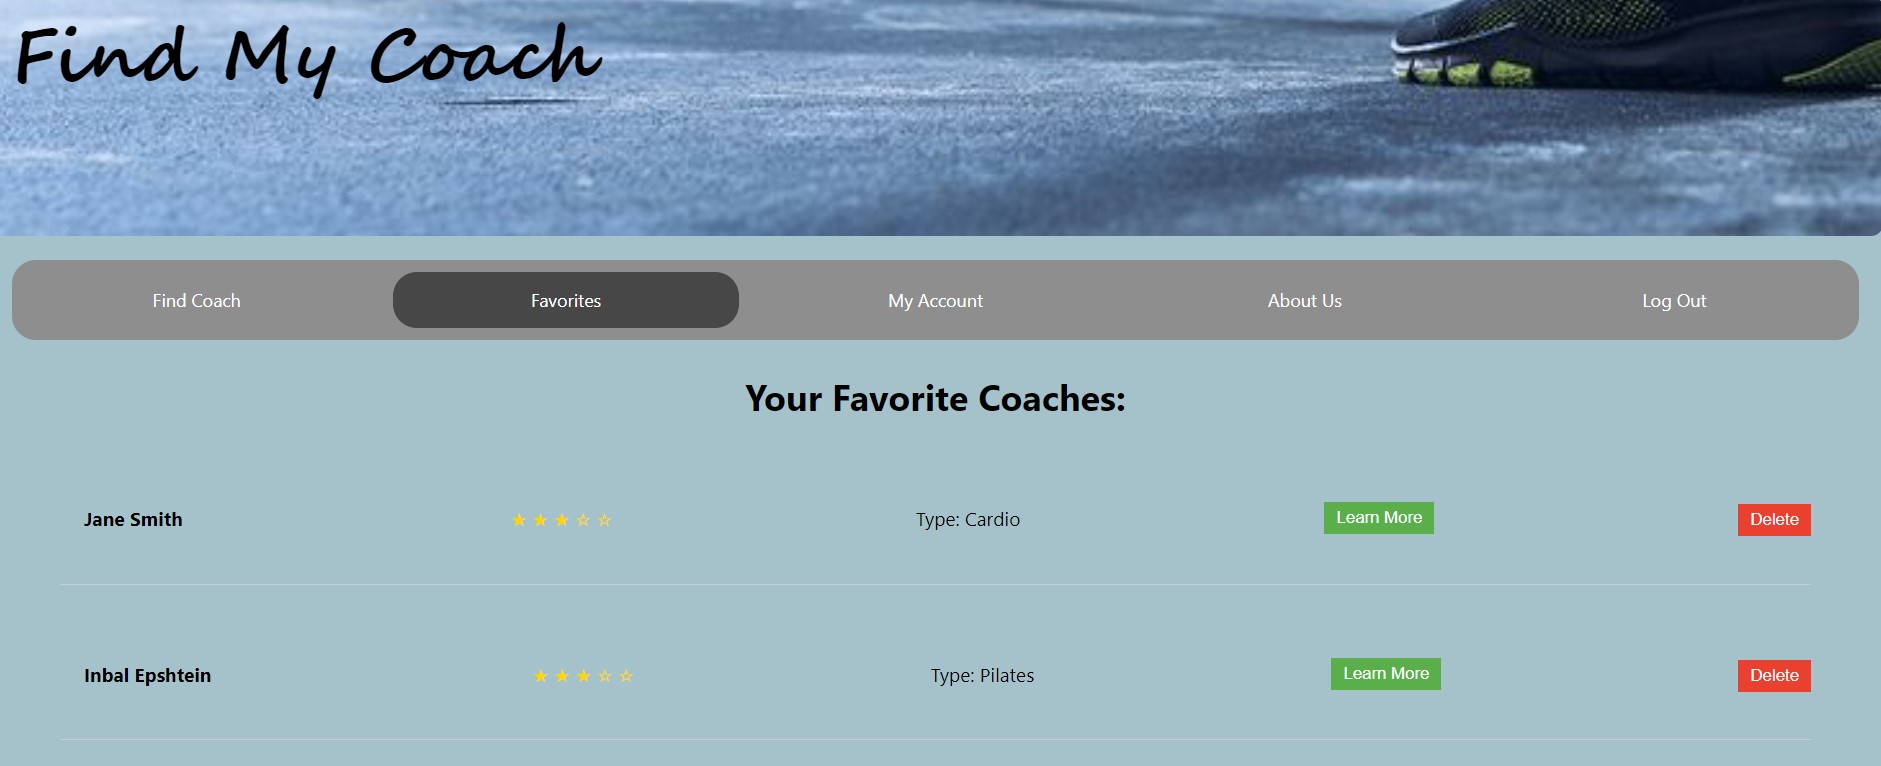 Find My Coach
Find Coach Favorites My Account About Us Log Out
Your Favorite Coaches:
Jane Smith ★ ★ ★ ☆ ☆ Type: Cardio Learn More Delete
Inbal Epshtein ★ ★ ★ ☆ ☆ Type: Pilates Learn More Delete